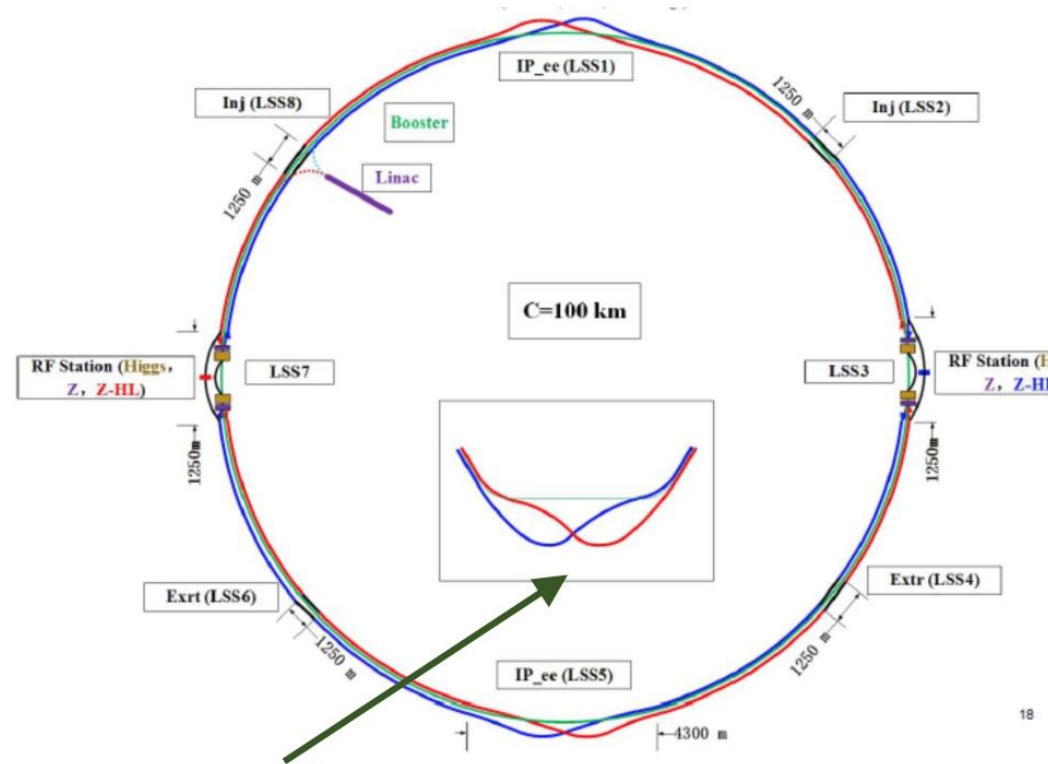 IP_ee (LSS1)
Inj (LSS8)
1250 m
Inj (LSS2)
Booster
1250 m
Linac
C=100 km
RF Station (Higgs,
Z, Z-HL)
LSS7
LSS3
RF Station (H
Z, Z-H
1250m
1250m
Exrt (LSS6)
Extr (LSS4)
1250 m
1250 m
IP_ee (LSS5)
4300 m
18